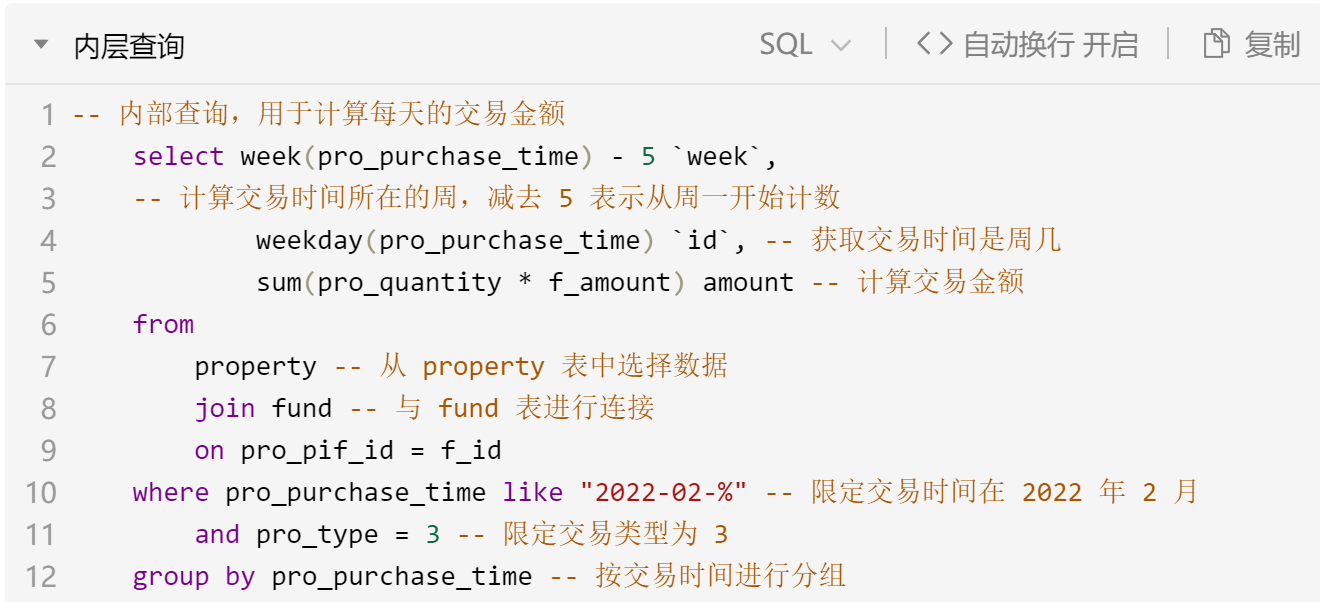 内层查询 SQL 自动换行 开启 复制
1 -- 内部查询，用于计算每天的交易金额
2     select week(pro_purchase_time) - 5 `week`,
3     -- 计算交易时间所在的周，减去 5 表示从周一开始计数
4             weekday(pro_purchase_time) `id`, -- 获取交易时间是周几
5             sum(pro_quantity * f_amount) amount -- 计算交易金额
6     from
7         property -- 从 property 表中选择数据
8         join fund -- 与 fund 表进行连接
9         on pro_pif_id = f_id
10     where pro_purchase_time like "2022-02-%" -- 限定交易时间在 2022 年 2 月
11         and pro_type = 3 -- 限定交易类型为 3
12     group by pro_purchase_time -- 按交易时间进行分组